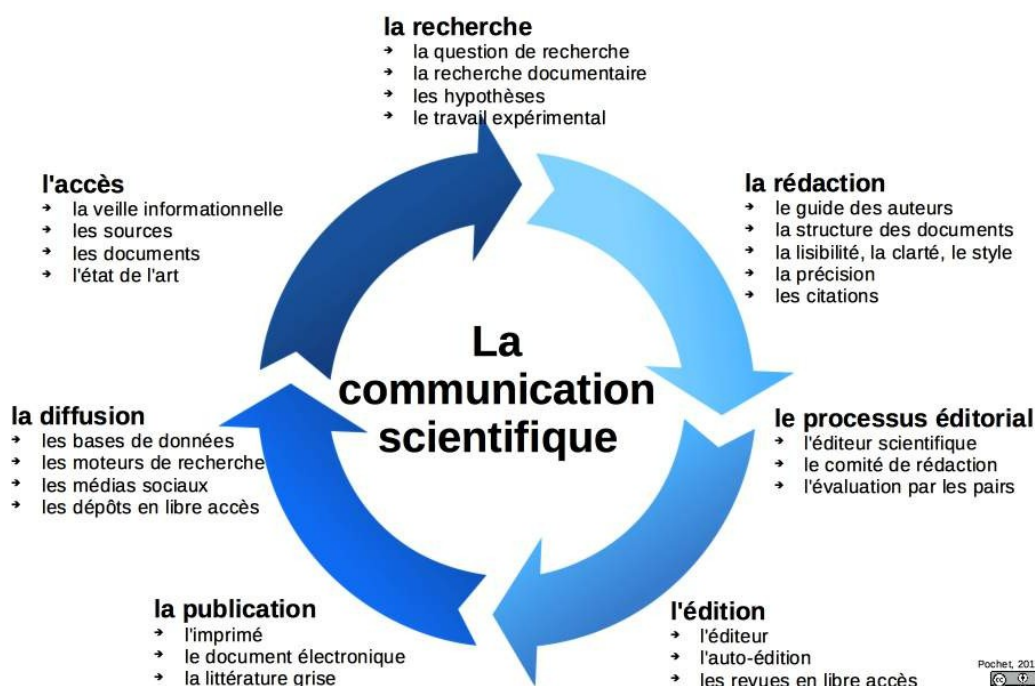 la recherche
➔ la question de recherche
➔ la recherche documentaire
➔ les hypothèses
➔ le travail expérimental
la rédaction
➔ le guide des auteurs
➔ la structure des documents
➔ la lisibilité, la clarté, le style
➔ la précision
➔ les citations
le processus éditorial
➔ l'éditeur scientifique
➔ le comité de rédaction
➔ l'évaluation par les pairs
l'édition
➔ l'éditeur
➔ l'auto-édition
➔ les revues en libre accès
la publication
➔ l'imprimé
➔ le document électronique
➔ la littérature grise
la diffusion
➔ les bases de données
➔ les moteurs de recherche
➔ les médias sociaux
➔ les dépôts en libre accès
l'accès
➔ la veille informationnelle
➔ les sources
➔ les documents
➔ l'état de l'art
La
communication
scientifique
Pochet, 201